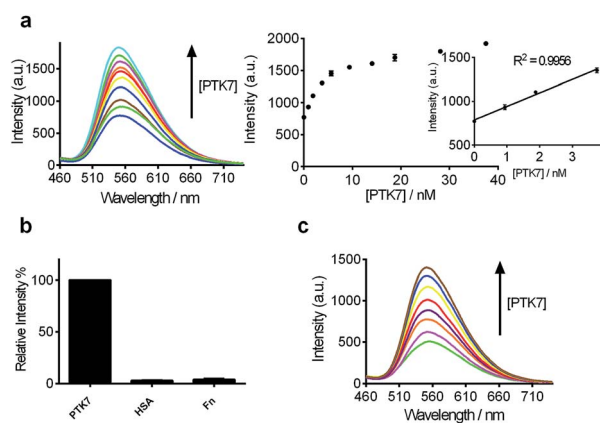 a
Intensity (a.u.)
1500
1000
500
0
460 510 560 610 660 710
Wavelength / nm
[PTK7]
Intensity (a.u.)
2000
1500
1000
500
0
0 10 20 30 40
[PTK7] / nM
R² = 0.9956
Intensity (a.u.)
1500
1000
500
0 1 2 3
[PTK7] / nM
b
Relative Intensity %
100
50
0
PTK7 HSA Fn
c
Intensity (a.u.)
1500
1000
500
0
460 510 560 610 660 710
Wavelength / nm
[PTK7]